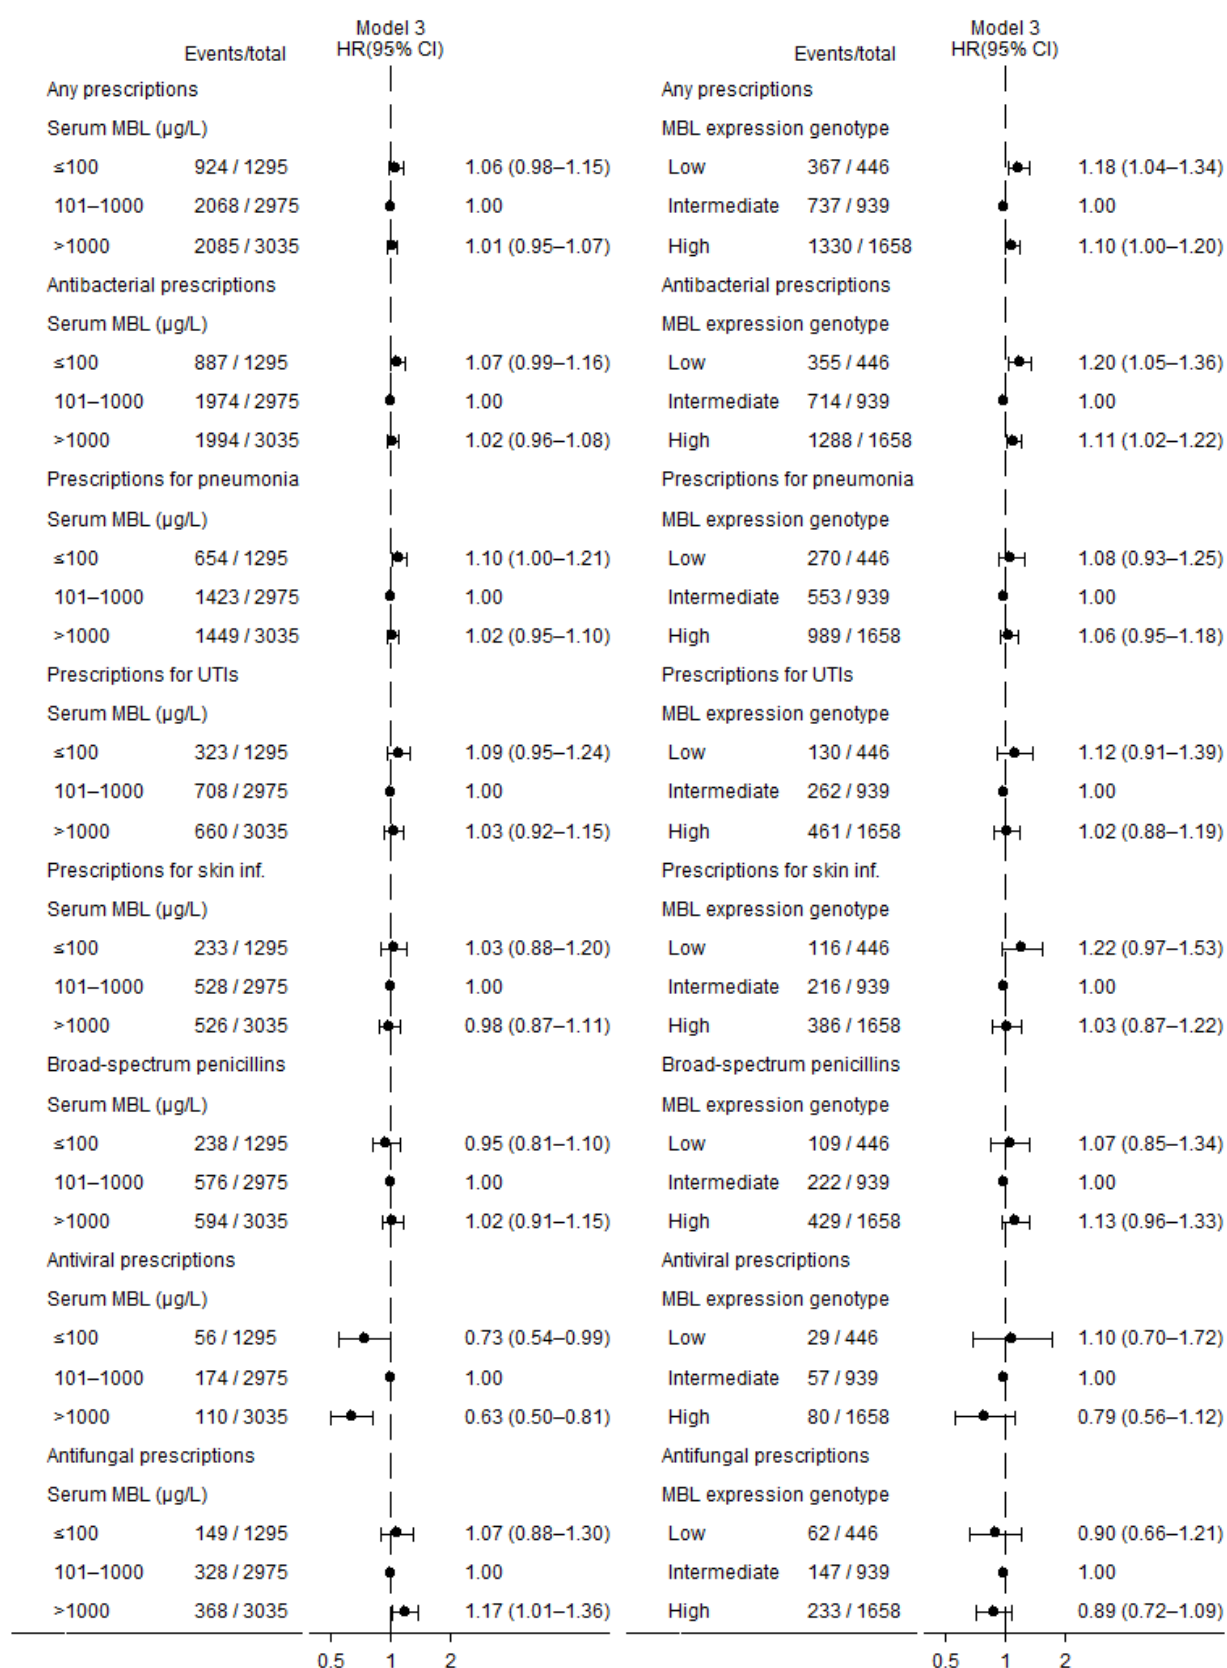 Model 3
HR(95% CI)
Events/total
Any prescriptions
Serum MBL (µg/L)
≤100 924 / 1295 1.06 (0.98–1.15)
101–1000 2068 / 2975 1.00
>1000 2085 / 3035 1.01 (0.95–1.07)
Antibacterial prescriptions
Serum MBL (µg/L)
≤100 887 / 1295 1.07 (0.99–1.16)
101–1000 1974 / 2975 1.00
>1000 1994 / 3035 1.02 (0.96–1.08)
Prescriptions for pneumonia
Serum MBL (µg/L)
≤100 654 / 1295 1.10 (1.00–1.21)
101–1000 1423 / 2975 1.00
>1000 1449 / 3035 1.02 (0.95–1.10)
Prescriptions for UTIs
Serum MBL (µg/L)
≤100 323 / 1295 1.09 (0.95–1.24)
101–1000 708 / 2975 1.00
>1000 660 / 3035 1.03 (0.92–1.15)
Prescriptions for skin inf.
Serum MBL (µg/L)
≤100 233 / 1295 1.03 (0.88–1.20)
101–1000 528 / 2975 1.00
>1000 526 / 3035 0.98 (0.87–1.11)
Broad-spectrum penicillins
Serum MBL (µg/L)
≤100 238 / 1295 0.95 (0.81–1.10)
101–1000 576 / 2975 1.00
>1000 594 / 3035 1.02 (0.91–1.15)
Antiviral prescriptions
Serum MBL (µg/L)
≤100 56 / 1295 0.73 (0.54–0.99)
101–1000 174 / 2975 1.00
>1000 110 / 3035 0.63 (0.50–0.81)
Antifungal prescriptions
Serum MBL (µg/L)
≤100 149 / 1295 1.07 (0.88–1.30)
101–1000 328 / 2975 1.00
>1000 368 / 3035 1.17 (1.01–1.36)
0.5 1 2
Model 3
HR(95% CI)
Events/total
Any prescriptions
MBL expression genotype
Low 367 / 446 1.18 (1.04–1.34)
Intermediate 737 / 939 1.00
High 1330 / 1658 1.10 (1.00–1.20)
Antibacterial prescriptions
MBL expression genotype
Low 355 / 446 1.20 (1.05–1.36)
Intermediate 714 / 939 1.00
High 1288 / 1658 1.11 (1.02–1.22)
Prescriptions for pneumonia
MBL expression genotype
Low 270 / 446 1.08 (0.93–1.25)
Intermediate 553 / 939 1.00
High 989 / 1658 1.06 (0.95–1.18)
Prescriptions for UTIs
MBL expression genotype
Low 130 / 446 1.12 (0.91–1.39)
Intermediate 262 / 939 1.00
High 461 / 1658 1.02 (0.88–1.19)
Prescriptions for skin inf.
MBL expression genotype
Low 116 / 446 1.22 (0.97–1.53)
Intermediate 216 / 939 1.00
High 386 / 1658 1.03 (0.87–1.22)
Broad-spectrum penicillins
MBL expression genotype
Low 109 / 446 1.07 (0.85–1.34)
Intermediate 222 / 939 1.00
High 429 / 1658 1.13 (0.96–1.33)
Antiviral prescriptions
MBL expression genotype
Low 29 / 446 1.10 (0.70–1.72)
Intermediate 57 / 939 1.00
High 80 / 1658 0.79 (0.56–1.12)
Antifungal prescriptions
MBL expression genotype
Low 62 / 446 0.90 (0.66–1.21)
Intermediate 147 / 939 1.00
High 233 / 1658 0.89 (0.72–1.09)
0.5 1 2